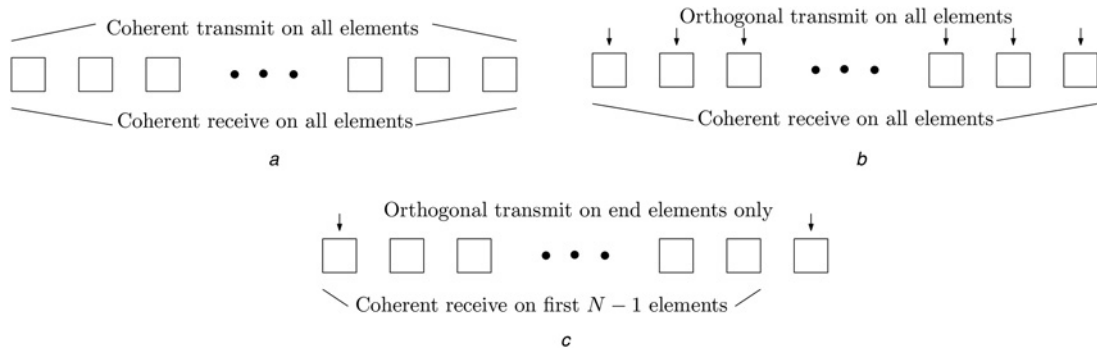 Coherent transmit on all elements
Coherent receive on all elements
a
Orthogonal transmit on all elements
Coherent receive on all elements
b
Orthogonal transmit on end elements only
Coherent receive on first N − 1 elements
c